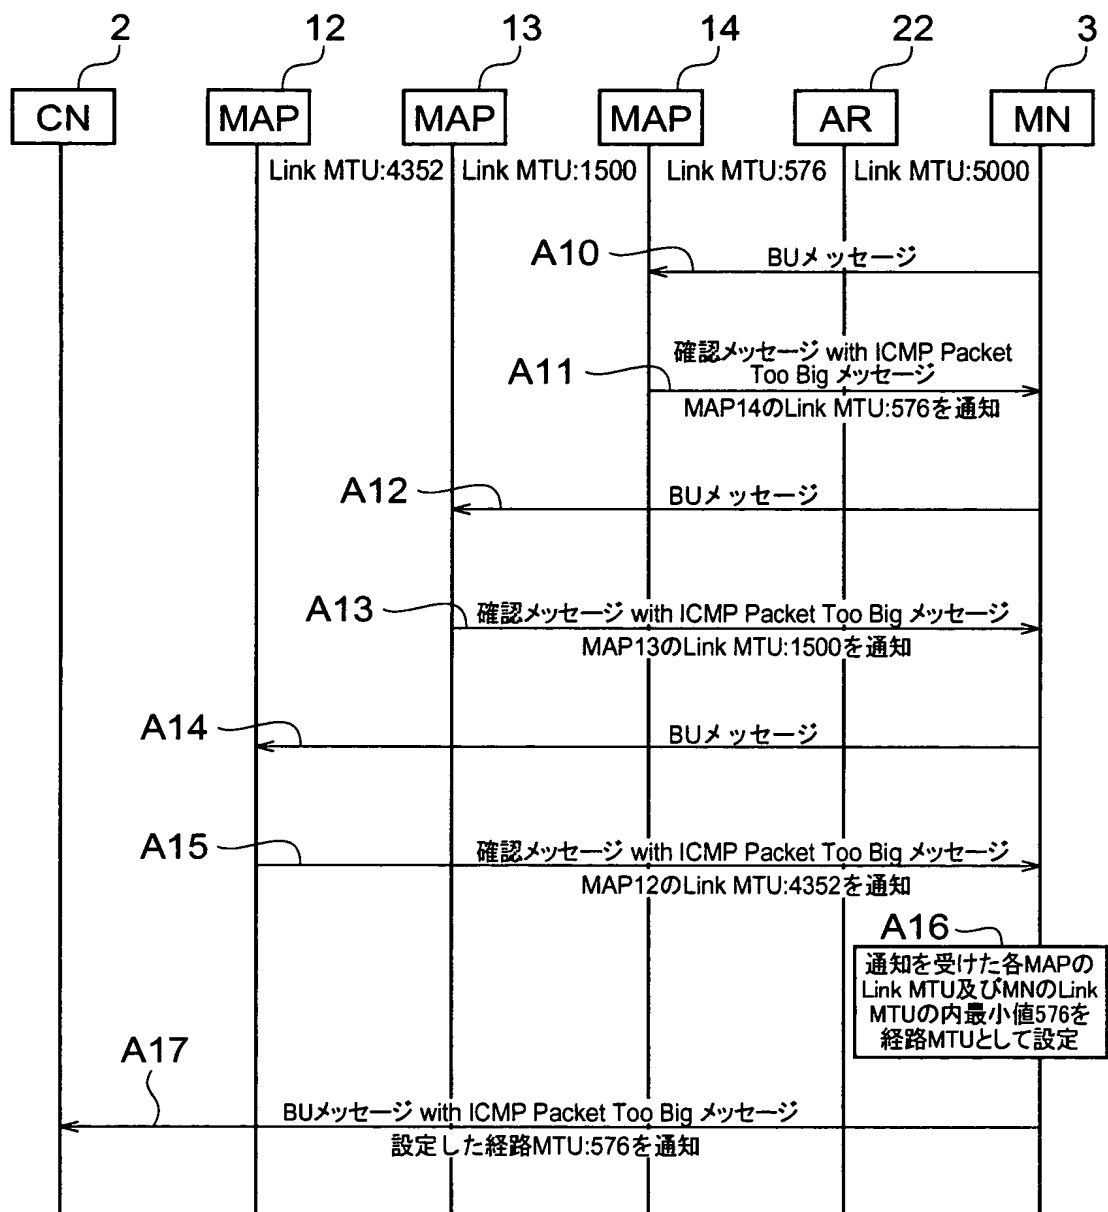 2
12
13
14
22
3
CN
MAP
MAP
MAP
AR
MN
Link MTU:4352
Link MTU:1500
Link MTU:576
Link MTU:5000
A10
BUメッセージ
A11
確認メッセージ with ICMP Packet
Too Big メッセージ
MAP14のLink MTU:576を通知
A12
BUメッセージ
A13
確認メッセージ with ICMP Packet Too Big メッセージ
MAP13のLink MTU:1500を通知
A14
BUメッセージ
A15
確認メッセージ with ICMP Packet Too Big メッセージ
MAP12のLink MTU:4352を通知
A16
通知を受けた各MAPの
Link MTU及びMNのLink
MTUの内最小値576を
経路MTUとして設定
A17
BUメッセージ with ICMP Packet Too Big メッセージ
設定した経路MTU:576を通知